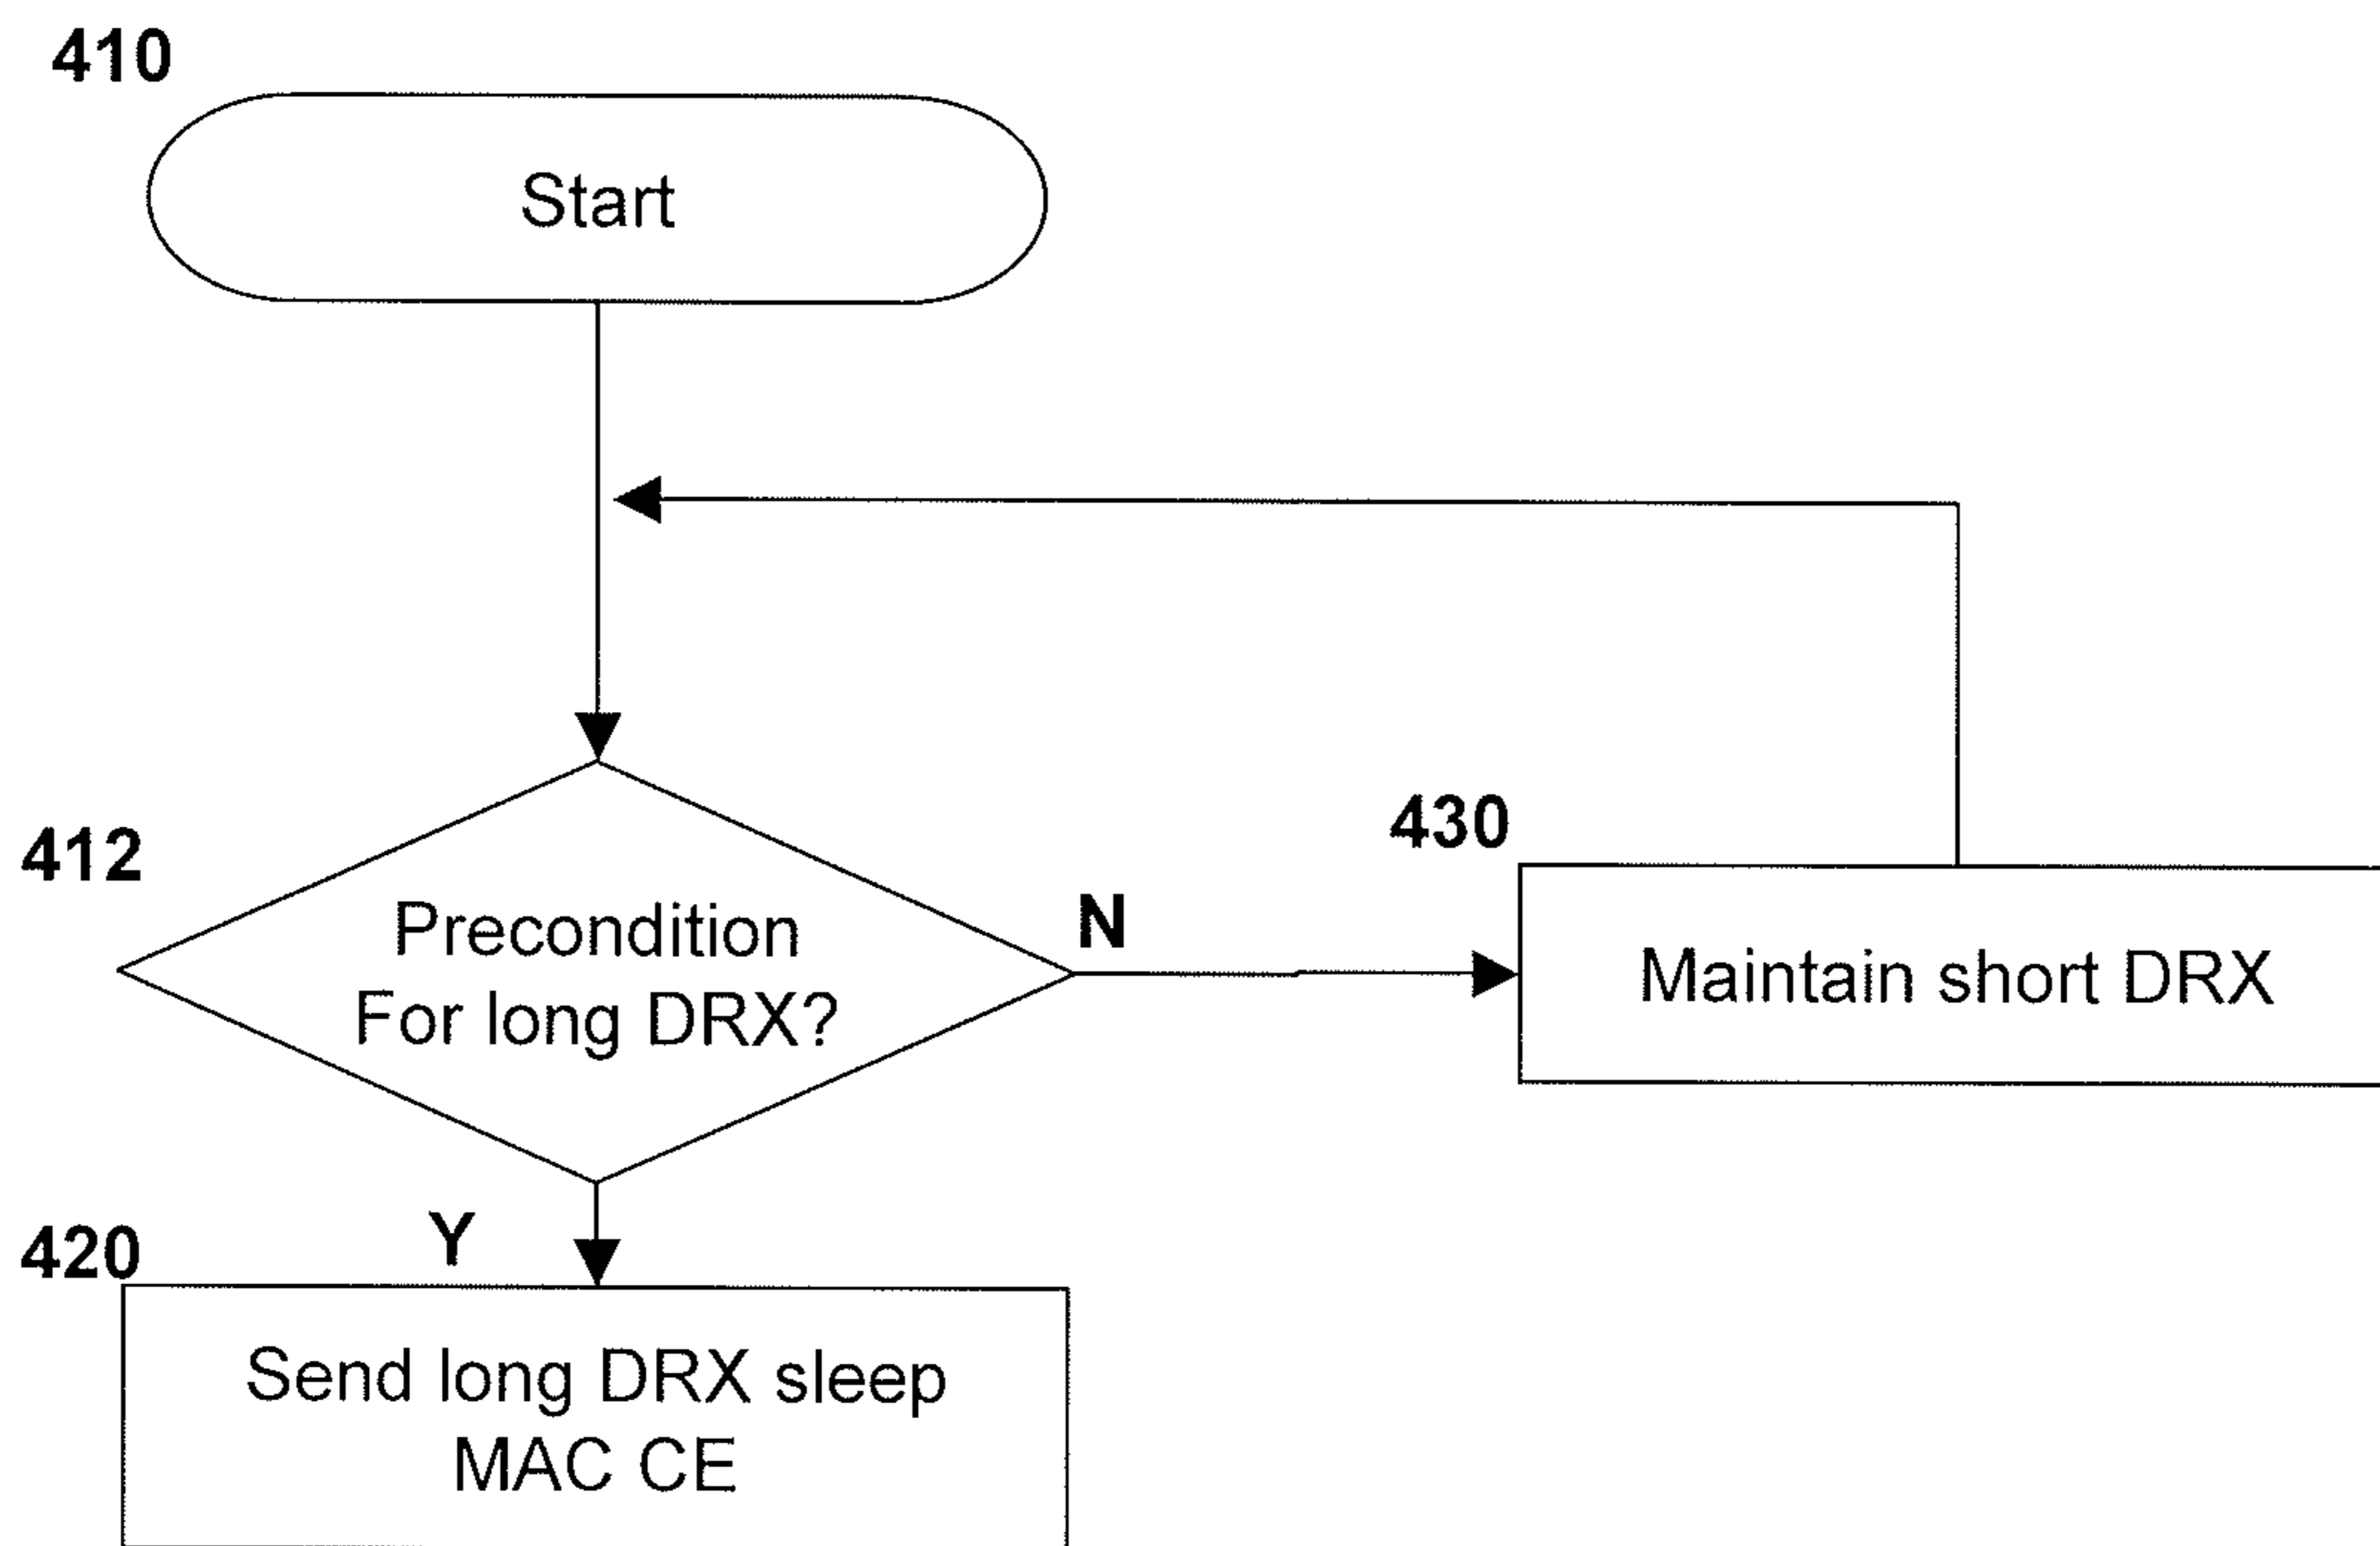 410
Start
412
Precondition
For long DRX?
N
430
Maintain short DRX
Y
420
Send long DRX sleep
MAC CE